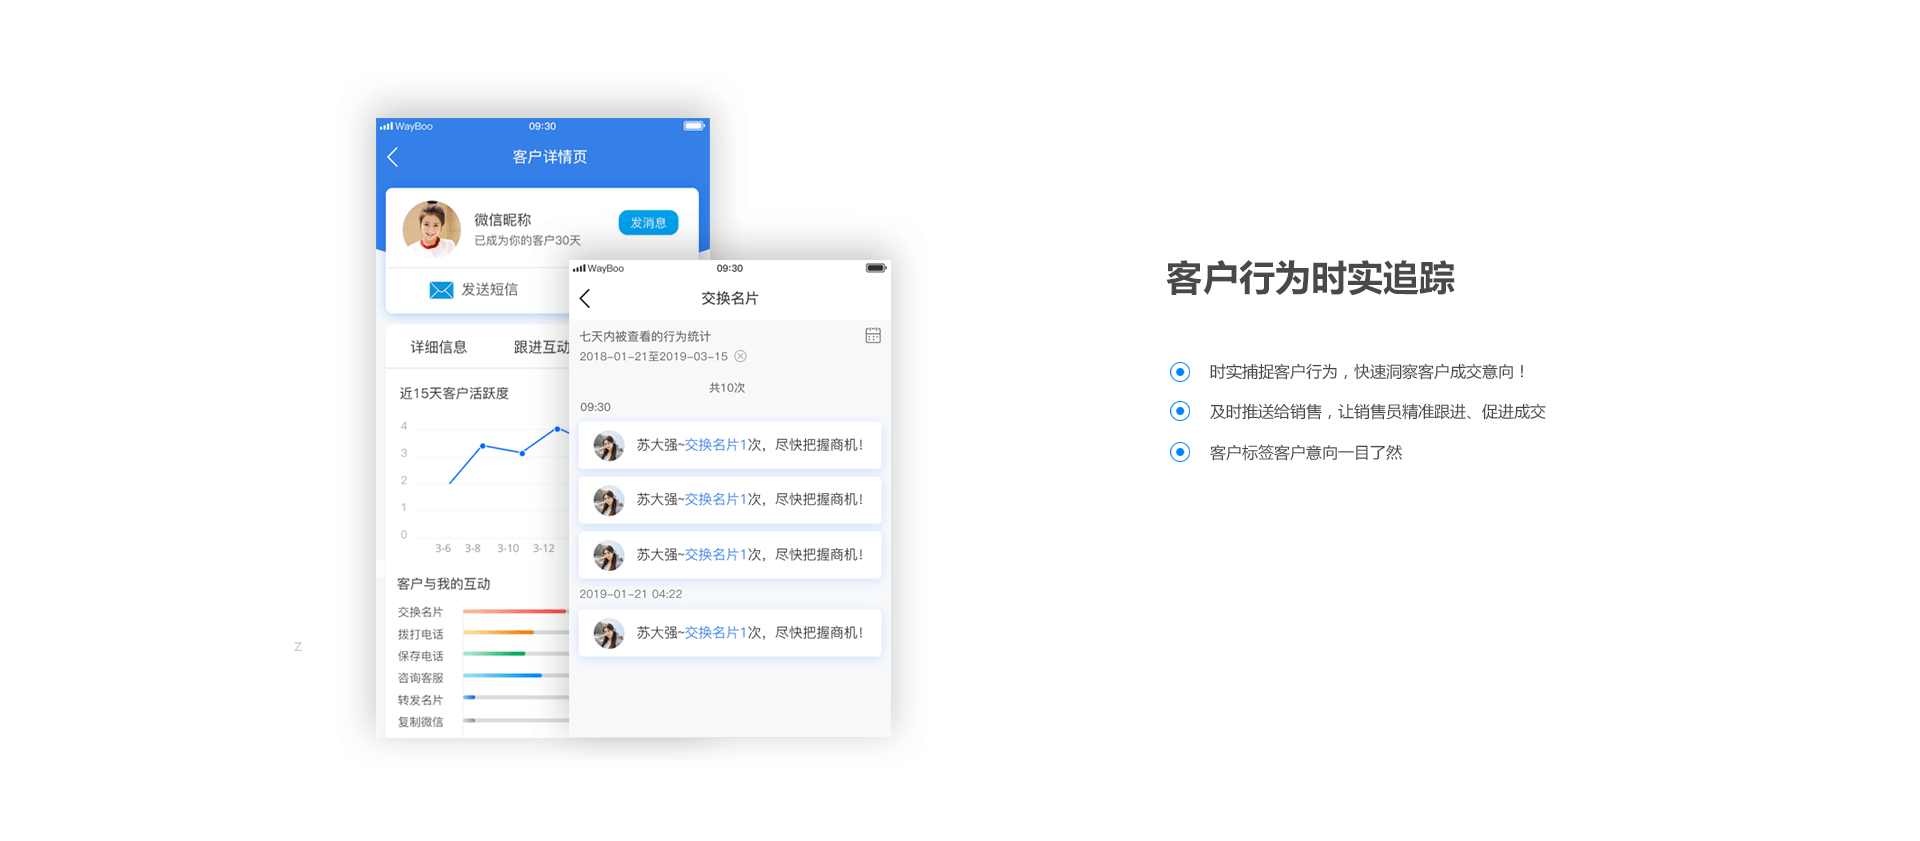 WayBoo 09:30
客户详情页
微信昵称
发消息
已成为你的客户30天
发送短信
详细信息 跟进互动
近15天客户活跃度
4
3
2
1
0
3-6 3-8 3-10 3-12
客户与我的互动
交换名片
拨打电话
保存电话
咨询客服
转发名片
复制微信
WayBoo 09:30
交换名片
七天内被查看的行为统计
2018-01-21至2019-03-15
共10次
09:30
苏大强~交换名片1次，尽快把握商机！
苏大强~交换名片1次，尽快把握商机！
苏大强~交换名片1次，尽快把握商机！
2019-01-21 04:22
苏大强~交换名片1次，尽快把握商机！
z
客户行为时实追踪
时实捕捉客户行为，快速洞察客户成交意向！
及时推送给销售，让销售员精准跟进、促进成交
客户标签客户意向一目了然